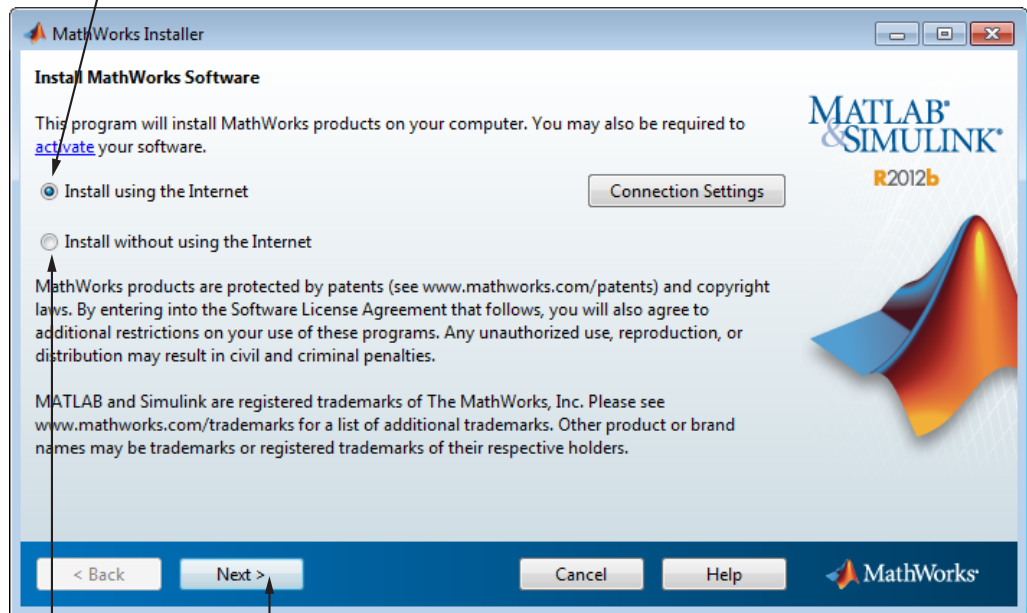 MathWorks Installer
Install MathWorks Software
This program will install MathWorks products on your computer. You may also be required to
activate your software.
Install using the Internet
Connection Settings
Install without using the Internet
MathWorks products are protected by patents (see www.mathworks.com/patents) and copyright
laws. By entering into the Software License Agreement that follows, you will also agree to
additional restrictions on your use of these programs. Any unauthorized use, reproduction, or
distribution may result in civil and criminal penalties.
MATLAB and Simulink are registered trademarks of The MathWorks, Inc. Please see
www.mathworks.com/trademarks for a list of additional trademarks. Other product or brand
names may be trademarks or registered trademarks of their respective holders.
MATLAB®
&SIMULINK®
R2012b
< Back
Next >
Cancel
Help
MathWorks®